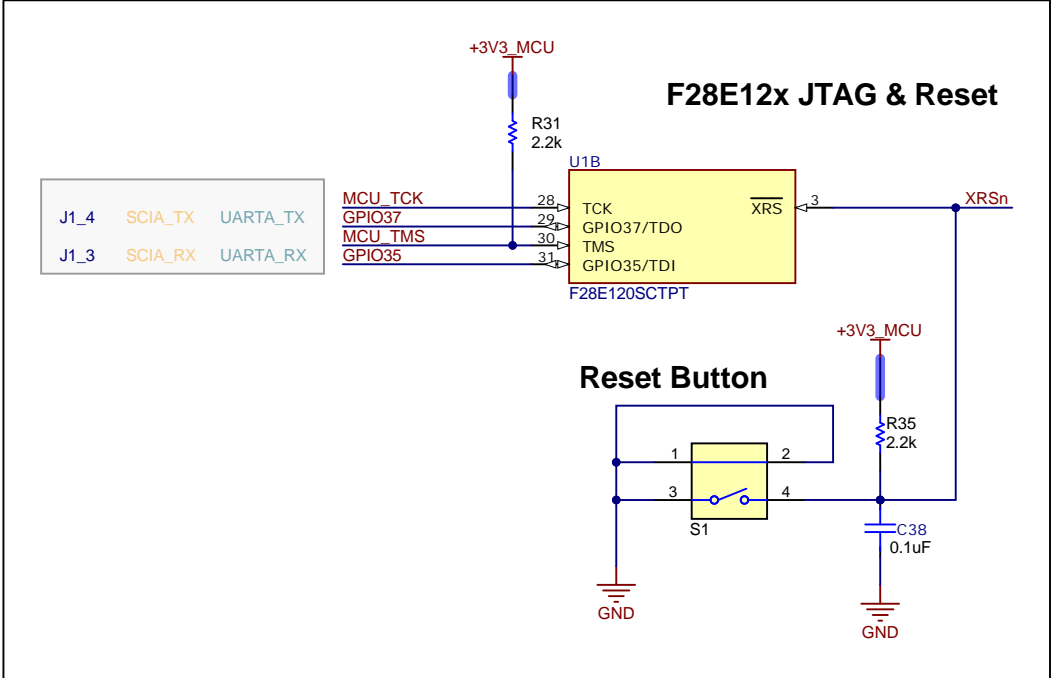 +3V3_MCU
F28E12x JTAG & Reset
R31
2.2k
U1B
J1_4 SCIA_TX UARTA_TX
J1_3 SCIA_RX UARTA_RX
MCU_TCK 28 TCK
GPIO37 29 GPIO37/TDO
MCU_TMS 30 TMS
GPIO35 31 GPIO35/TDI
XRS 3 XRSn
F28E120SCTPT
+3V3_MCU
Reset Button
R35
2.2k
1 2
3 4
S1
C38
0.1uF
GND
GND